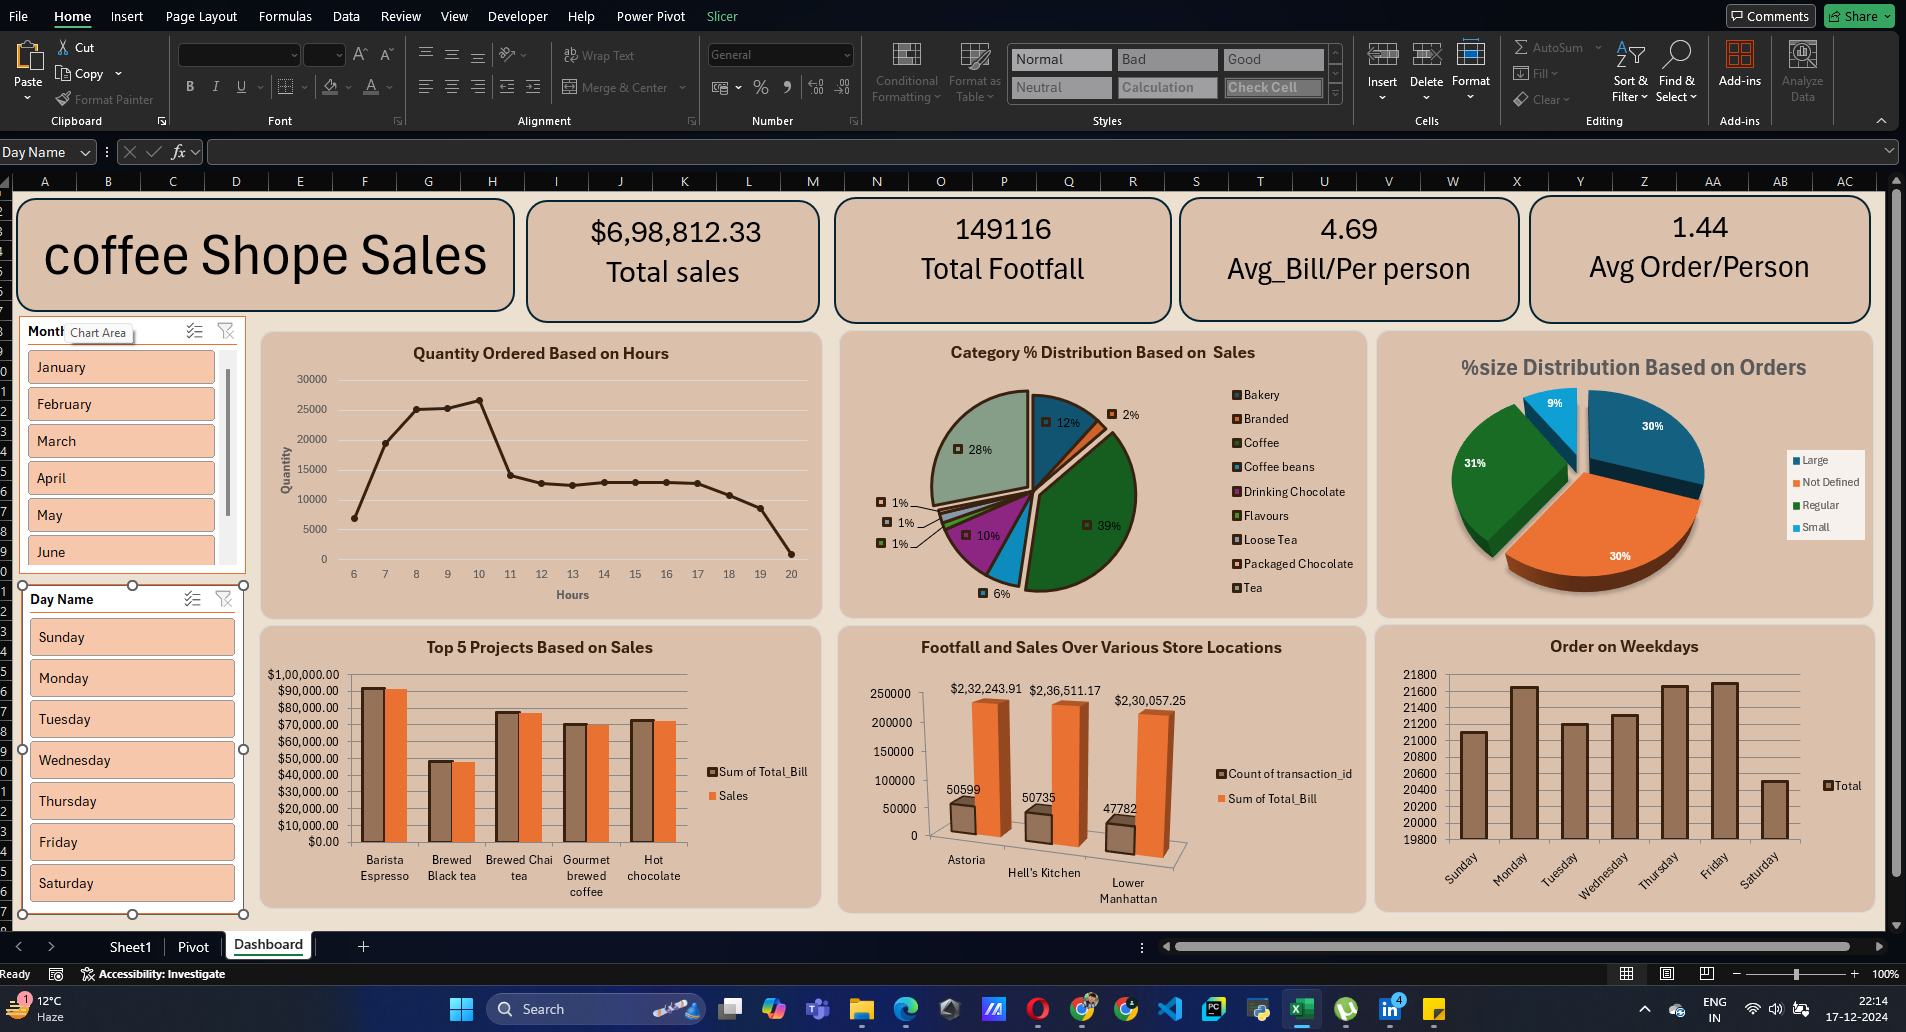 File Home Insert Page Layout Formulas Data Review View Developer Help Power Pivot Slicer Comments Share
Cut
Copy
Format Painter
Paste
Clipboard
B I U
Font
Wrap Text
Merge & Center
Alignment
General
Number
Conditional Formatting
Format as Table
Normal Bad Good
Neutral Calculation Check Cell
Styles
Insert Delete Format
Cells
AutoSum
Fill
Clear
Sort & Filter
Find & Select
Editing
Add-ins
Add-ins
Analyze Data
Day Name fx
A B C D E F G H I J K L M N O P Q R S T U V W X Y Z AA AB AC
coffee Shope Sales
$6,98,812.33
Total sales
149116
Total Footfall
4.69
Avg_Bill/Per person
1.44
Avg Order/Person
Month
Chart Area
January
February
March
April
May
June
Day Name
Sunday
Monday
Tuesday
Wednesday
Thursday
Friday
Saturday
Quantity Ordered Based on Hours
30000
25000
20000
15000
10000
5000
0
Quantity
6 7 8 9 10 11 12 13 14 15 16 17 18 19 20
Hours
Category % Distribution Based on Sales
12%
2%
39%
6%
10%
1%
1%
1%
28%
Bakery
Branded
Coffee
Coffee beans
Drinking Chocolate
Flavours
Loose Tea
Packaged Chocolate
Tea
%size Distribution Based on Orders
9%
30%
31%
30%
Large
Not Defined
Regular
Small
Top 5 Projects Based on Sales
$1,00,000.00
$90,000.00
$80,000.00
$70,000.00
$60,000.00
$50,000.00
$40,000.00
$30,000.00
$20,000.00
$10,000.00
$0.00
Barista Espresso
Brewed Black tea
Brewed Chai tea
Gourmet brewed coffee
Hot chocolate
Sum of Total_Bill
Sales
Footfall and Sales Over Various Store Locations
250000
200000
150000
100000
50000
0
$2,32,243.91 $2,36,511.17 $2,30,057.25
50599 50735 47782
Astoria
Hell's Kitchen
Lower Manhattan
Count of transaction_id
Sum of Total_Bill
Order on Weekdays
21800
21600
21400
21200
21000
20800
20600
20400
20200
20000
19800
Sunday Monday Tuesday Wednesday Thursday Friday Saturday
Total
Sheet1 Pivot Dashboard
Ready Accessibility: Investigate 100%
1
12°C
Haze
Search
4
ENG
IN
22:14
17-12-2024